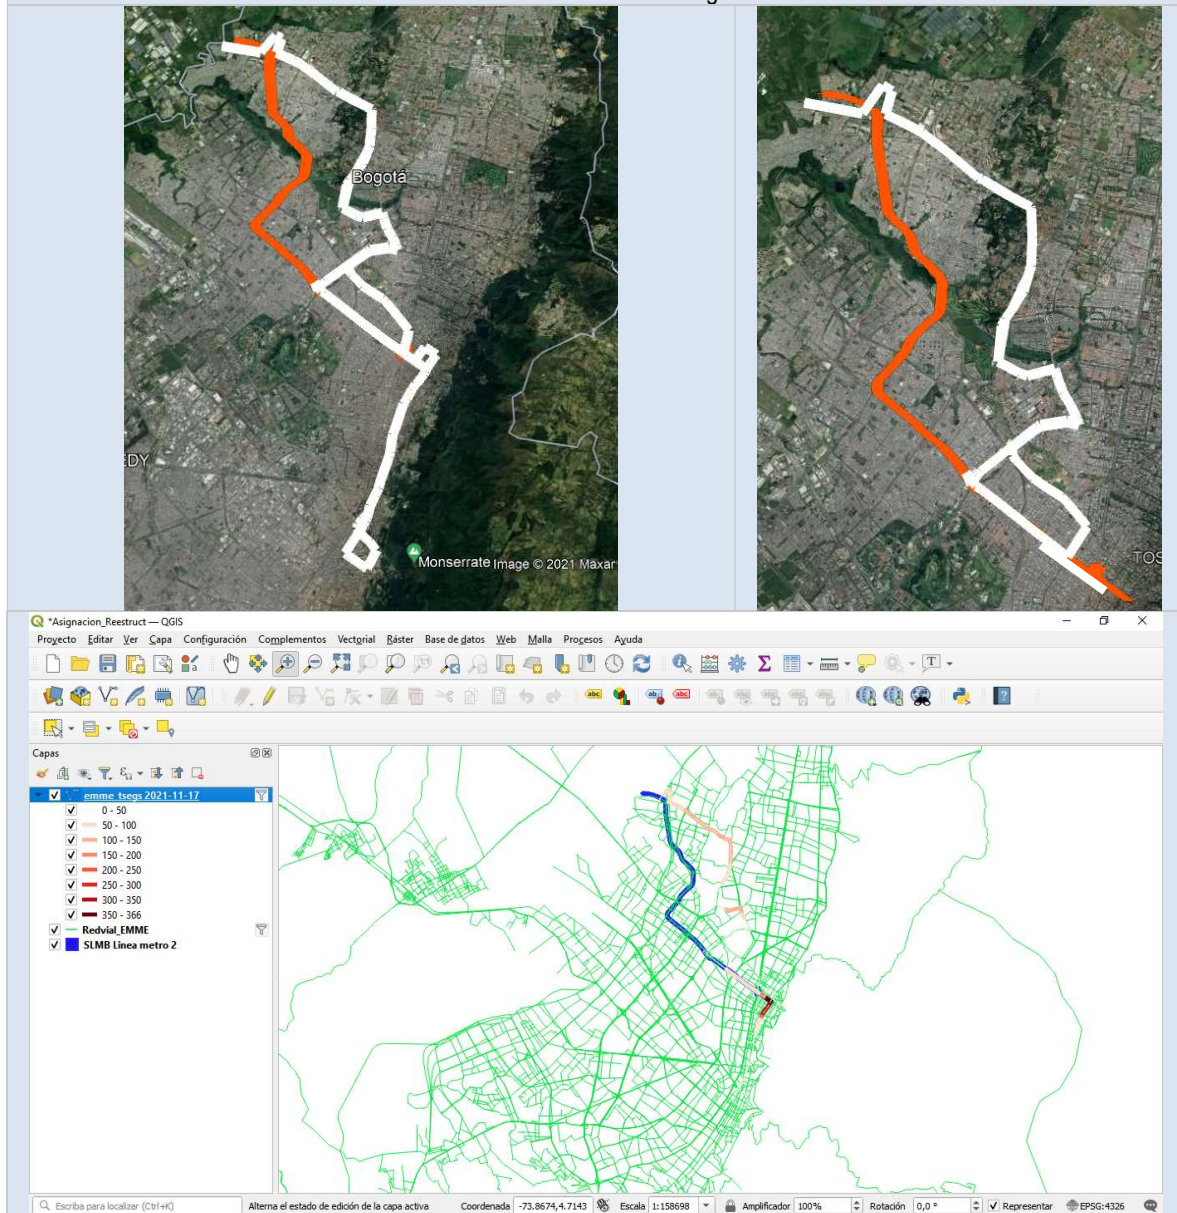 Bogotá
EDY
Monserrate Image © 2021 Maxar
TOS
*Asignacion_Reestruct — QGIS
Proyecto Editar Ver Capa Configuración Complementos Vectorial Ráster Base de datos Web Malla Procesos Ayuda
Capas
emme_tsegs 2021-11-17
0 - 50
50 - 100
100 - 150
150 - 200
200 - 250
250 - 300
300 - 350
350 - 366
Redvial_EMME
SLMB Linea metro 2
Escriba para localizar (Ctrl+K) Alterna el estado de edición de la capa activa Coordenada -73.8674,4.7143 Escala 1:158698 Amplificador 100% Rotación 0,0 ° Representar EPSG:4326